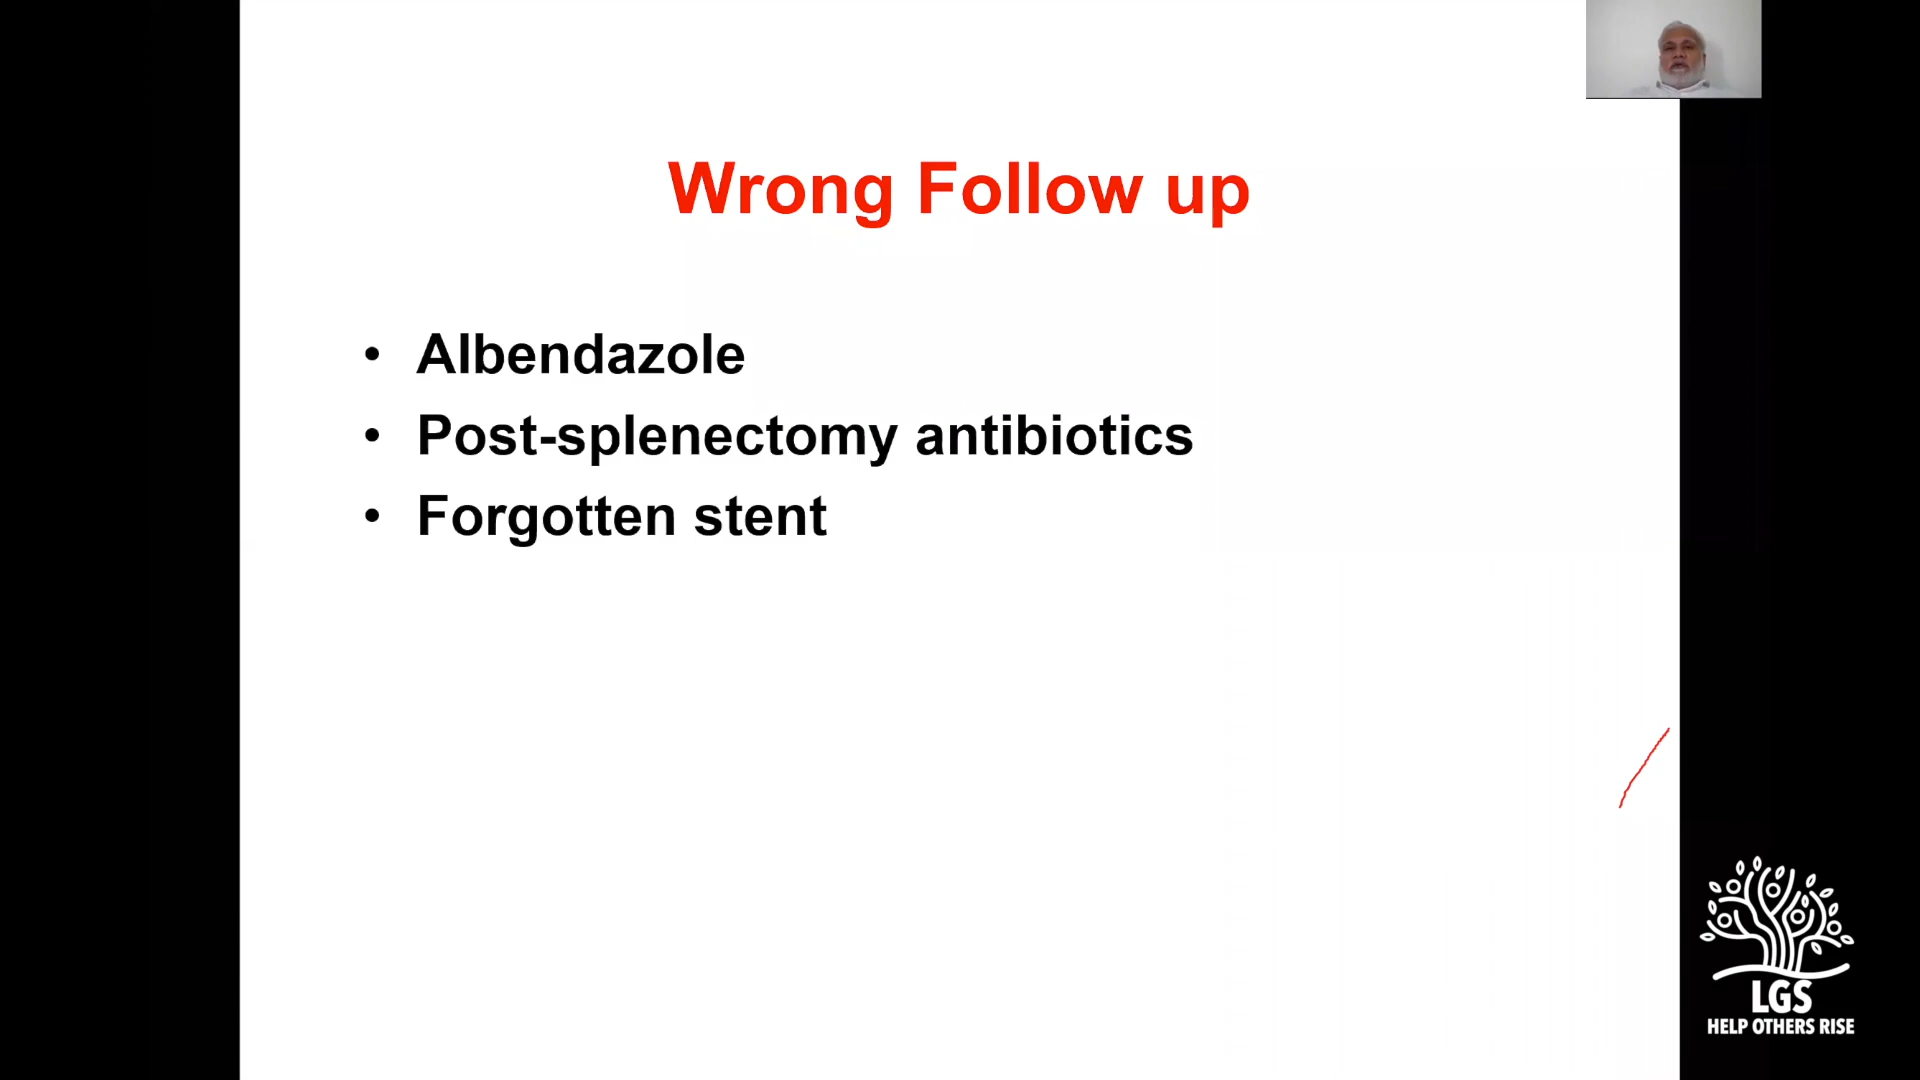 Wrong Follow up
• Albendazole
• Post-splenectomy antibiotics
• Forgotten stent
LGS
HELP OTHERS RISE